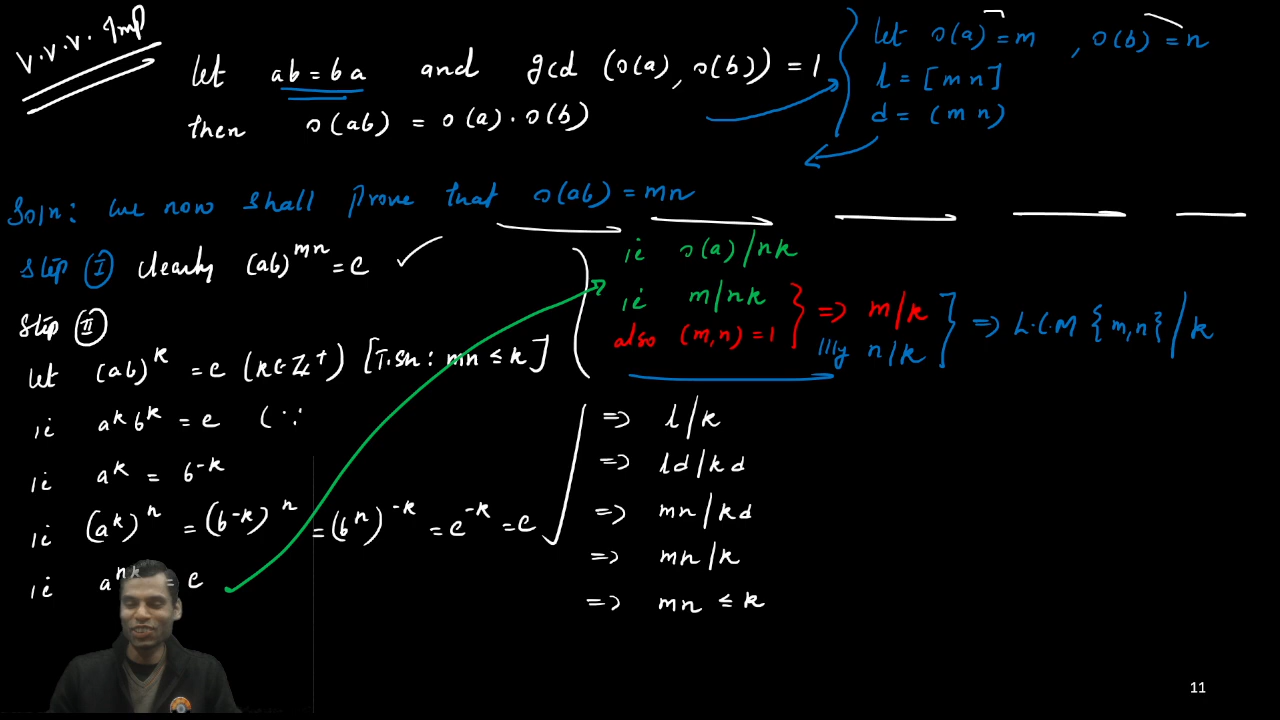 V.V.V. Imp
let ab = ba and gcd (o(a), o(b)) = 1
then o(ab) = o(a) · o(b)
let o(a) = m , o(b) = n
l = [m n]
d = (m n)
Soln: we now shall prove that o(ab) = mn
Step (I) clearly (ab)^{mn} = e ✓
Step (II)
let (ab)^k = e (k ∈ Z^+) [T.Sh: mn ≤ k]
ie a^k b^k = e (∵
ie a^k = b^{-k}
ie (a^k)^n = (b^{-k})^n = (b^n)^{-k} = e^{-k} = e
ie a^{nk} = e
ie o(a)/nk
ie m/nk
also (m,n) = 1 } => m/k
|||ly n/k ] => L.C.M {m,n} / k
=> l/k
=> ld/kd
=> mn/kd
=> mn/k
=> mn ≤ k
11